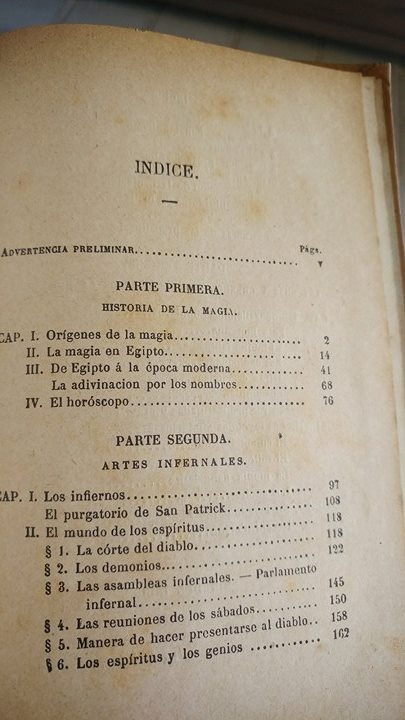 INDICE.
Págs.
ADVERTENCIA PRELIMINAR.................................. V
PARTE PRIMERA.
HISTORIA DE LA MAGIA.
CAP. I. Orígenes de la magia........................ 2
II. La magia en Egipto..................... .... 14
III. De Egipto á la época moderna............ 41
La adivinacion por los nombres.......... 68
IV. El horóscopo............................ 76
PARTE SEGUNDA.
ARTES INFERNALES.
CAP. I. Los infiernos.............................. 97
El purgatorio de San Patrick............. 108
II. El mundo de los espíritus................. 118
§ 1. La córte del diablo.................... 118
§ 2. Los demonios........................... 122
§ 3. Las asambleas infernales. — Parlamento
infernal.............................. 145
§ 4. Las reuniones de los sábados........... 150
§ 5. Manera de hacer presentarse al diablo.. 158
§ 6. Los espíritus y los genios ............ 162